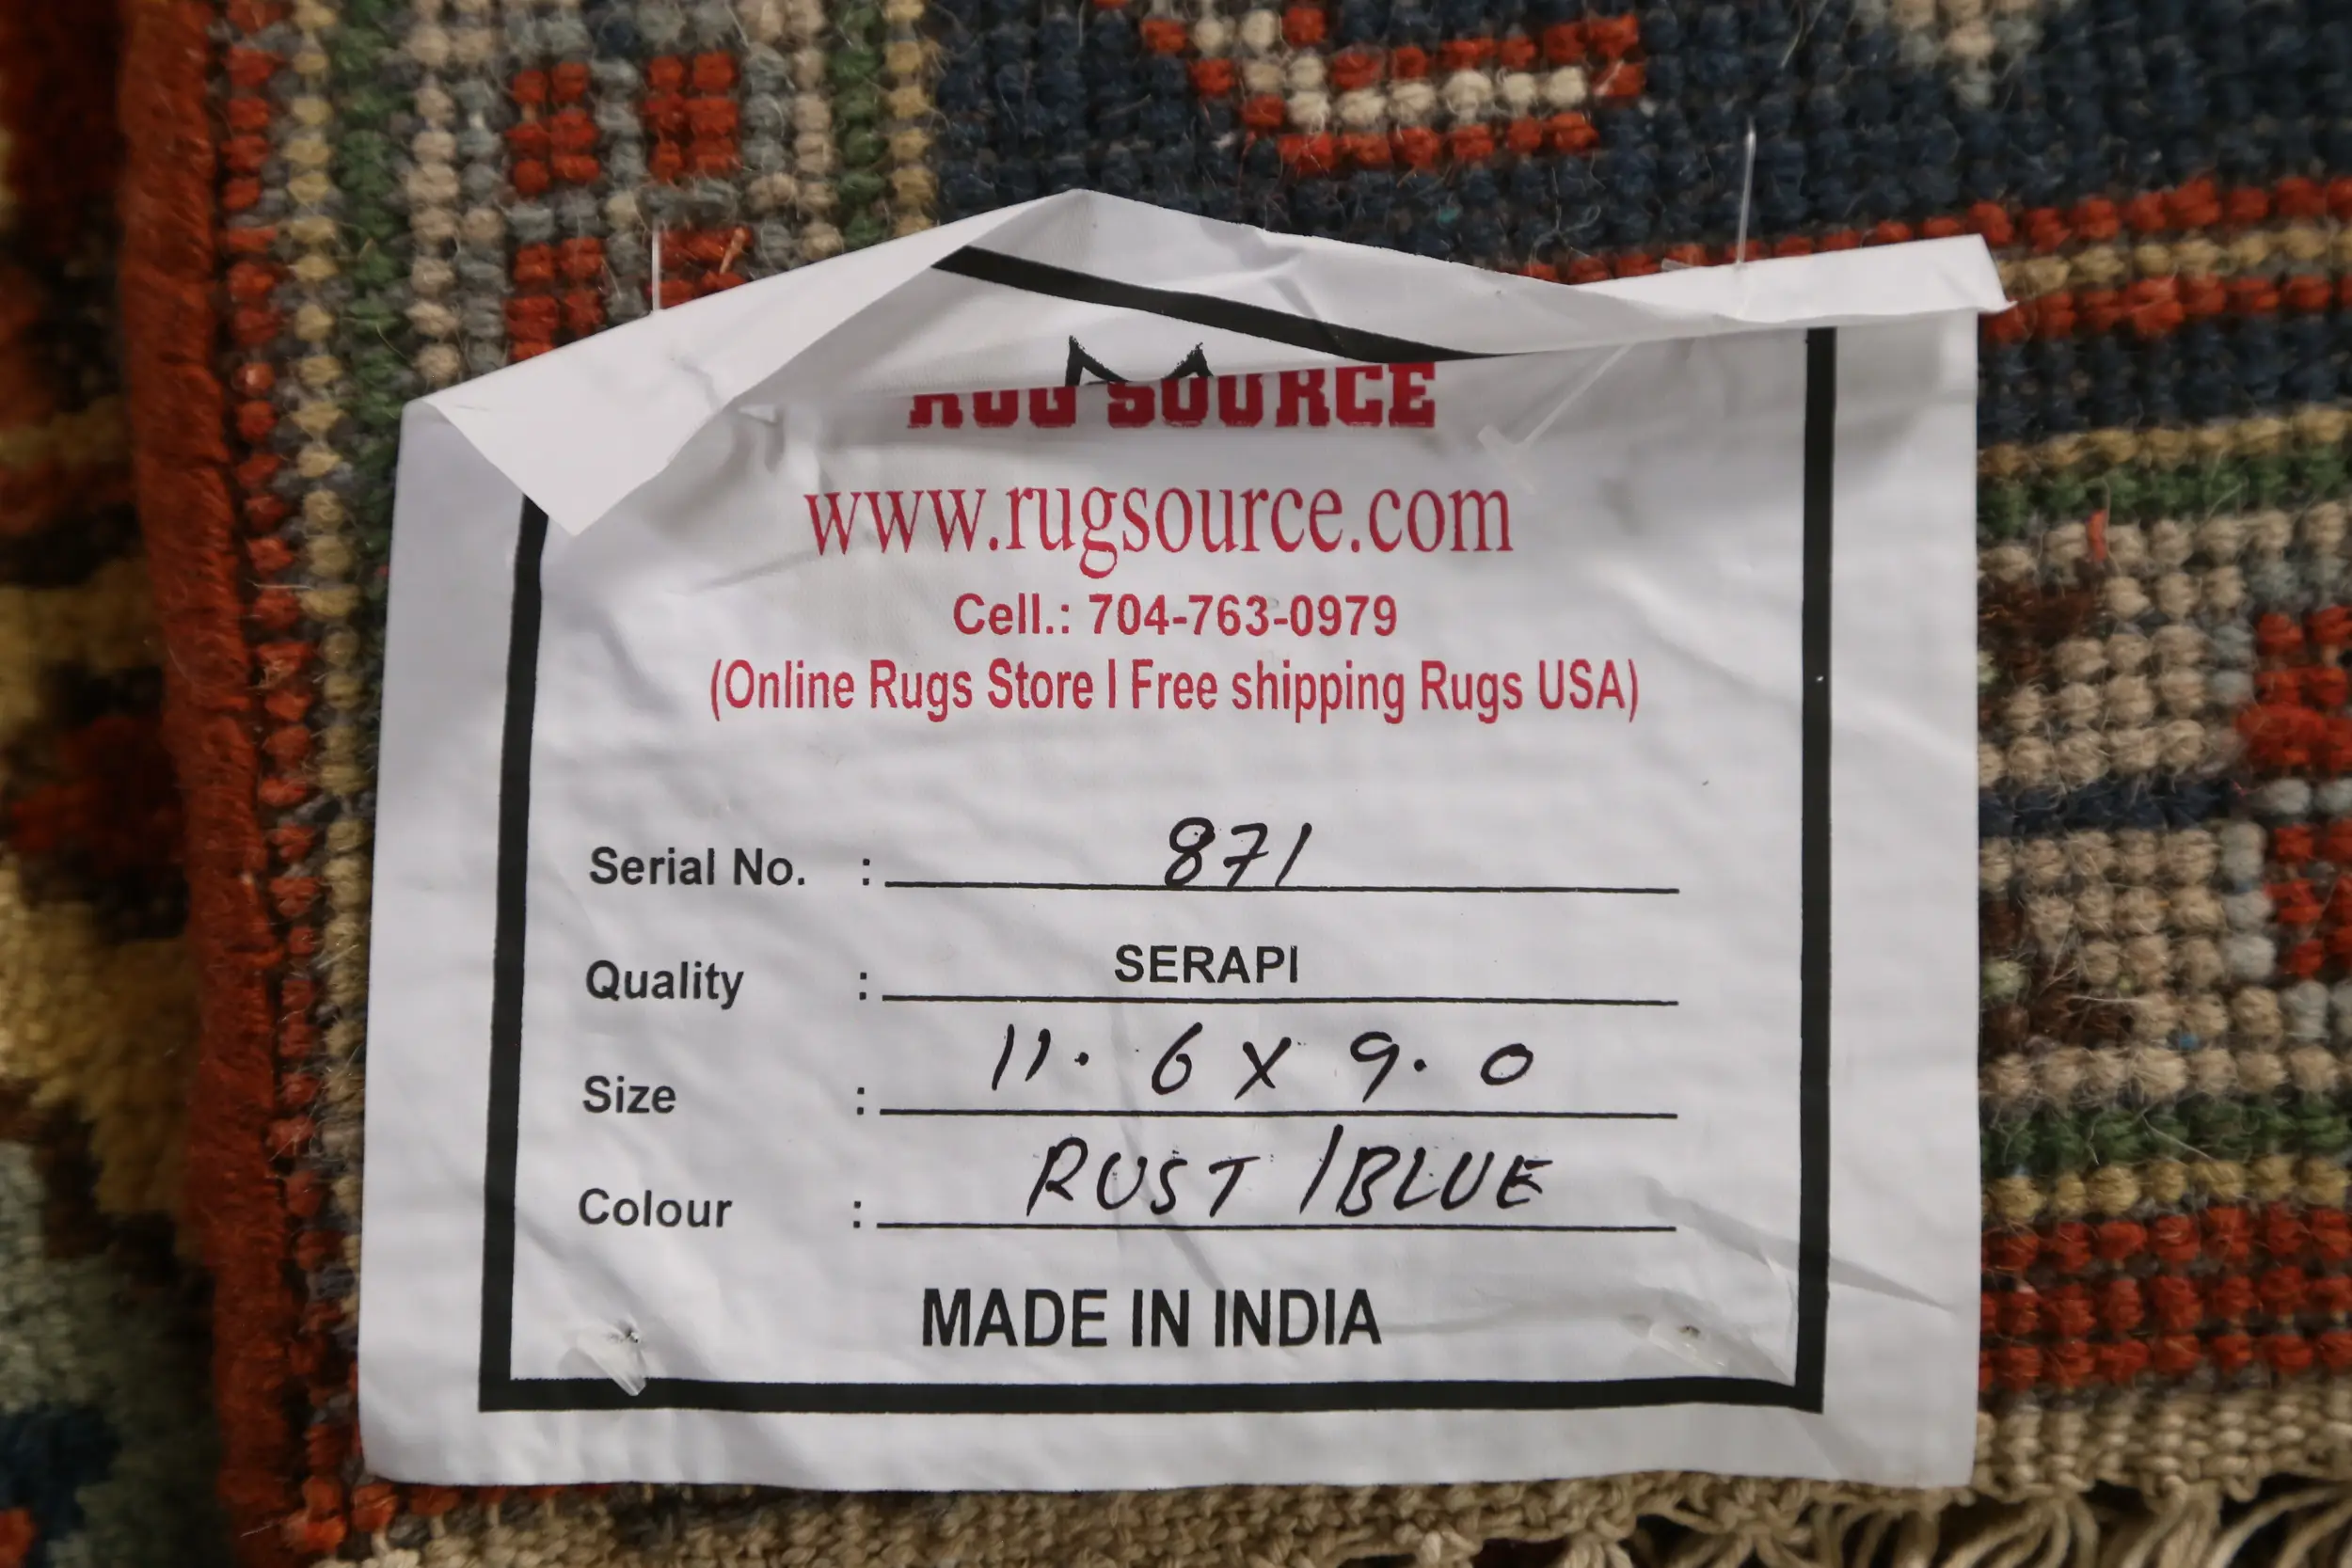 RUG SOURCE
www.rugsource.com
Cell.: 704-763-0979
(Online Rugs Store | Free shipping Rugs USA)
Serial No. : 871
Quality : SERAPI
Size : 11.6 X 9.0
Colour : RUST / BLUE
MADE IN INDIA